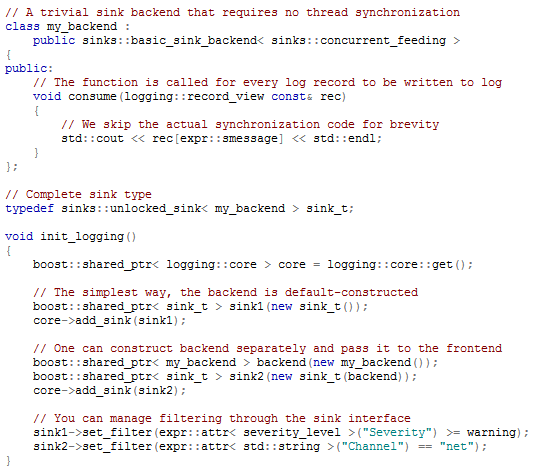 // A trivial sink backend that requires no thread synchronization
class my_backend :
    public sinks::basic_sink_backend< sinks::concurrent_feeding >
{
public:
    // The function is called for every log record to be written to log
    void consume(logging::record_view const& rec)
    {
        // We skip the actual synchronization code for brevity
        std::cout << rec[expr::smessage] << std::endl;
    }
};

// Complete sink type
typedef sinks::unlocked_sink< my_backend > sink_t;

void init_logging()
{
    boost::shared_ptr< logging::core > core = logging::core::get();

    // The simplest way, the backend is default-constructed
    boost::shared_ptr< sink_t > sink1(new sink_t());
    core->add_sink(sink1);

    // One can construct backend separately and pass it to the frontend
    boost::shared_ptr< my_backend > backend(new my_backend());
    boost::shared_ptr< sink_t > sink2(new sink_t(backend));
    core->add_sink(sink2);

    // You can manage filtering through the sink interface
    sink1->set_filter(expr::attr< severity_level >("Severity") >= warning);
    sink2->set_filter(expr::attr< std::string >("Channel") == "net");
}